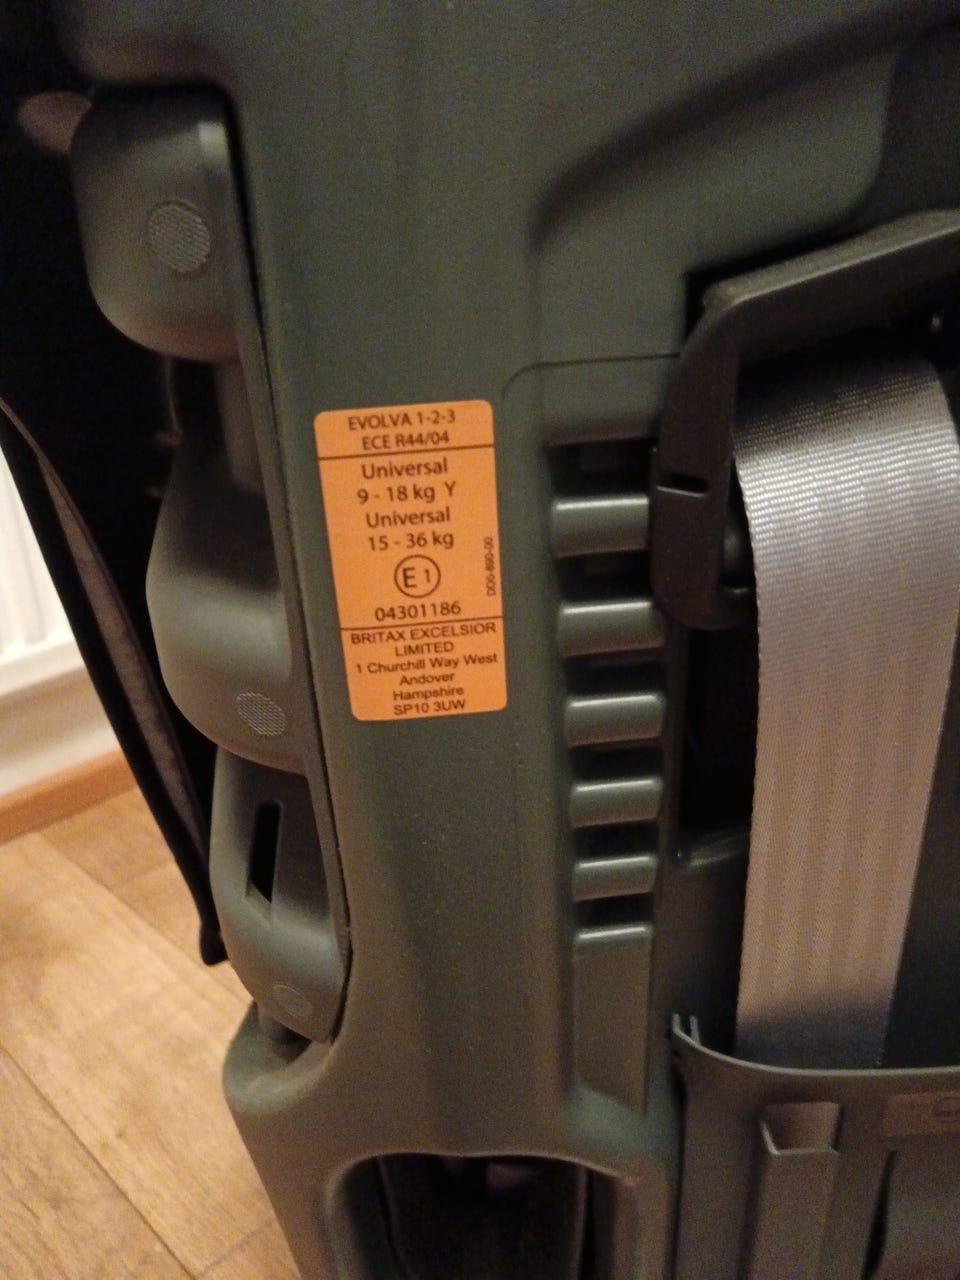 EVOLVA 1-2-3
ECE R44/04
Universal
9 - 18 kg Y
Universal
15 - 36 kg
E 1
04301186
BRITAX EXCELSIOR
LIMITED
1 Churchill Way West
Andover
Hampshire
SP10 3UW